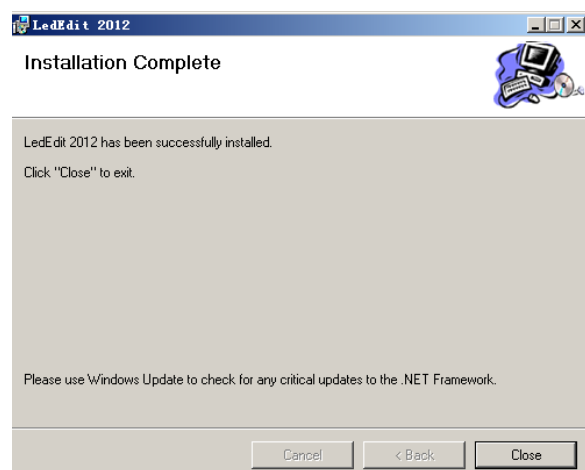 LedEdit 2012
Installation Complete
LedEdit 2012 has been successfully installed.
Click "Close" to exit.
Please use Windows Update to check for any critical updates to the .NET Framework.
Cancel
< Back
Close